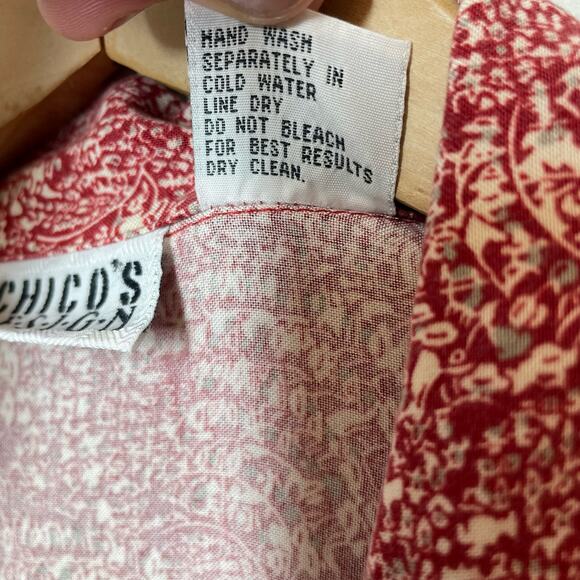 HAND WASH
SEPARATELY IN
COLD WATER
LINE DRY
DO NOT BLEACH
FOR BEST RESULTS
DRY CLEAN.
CHICO'S